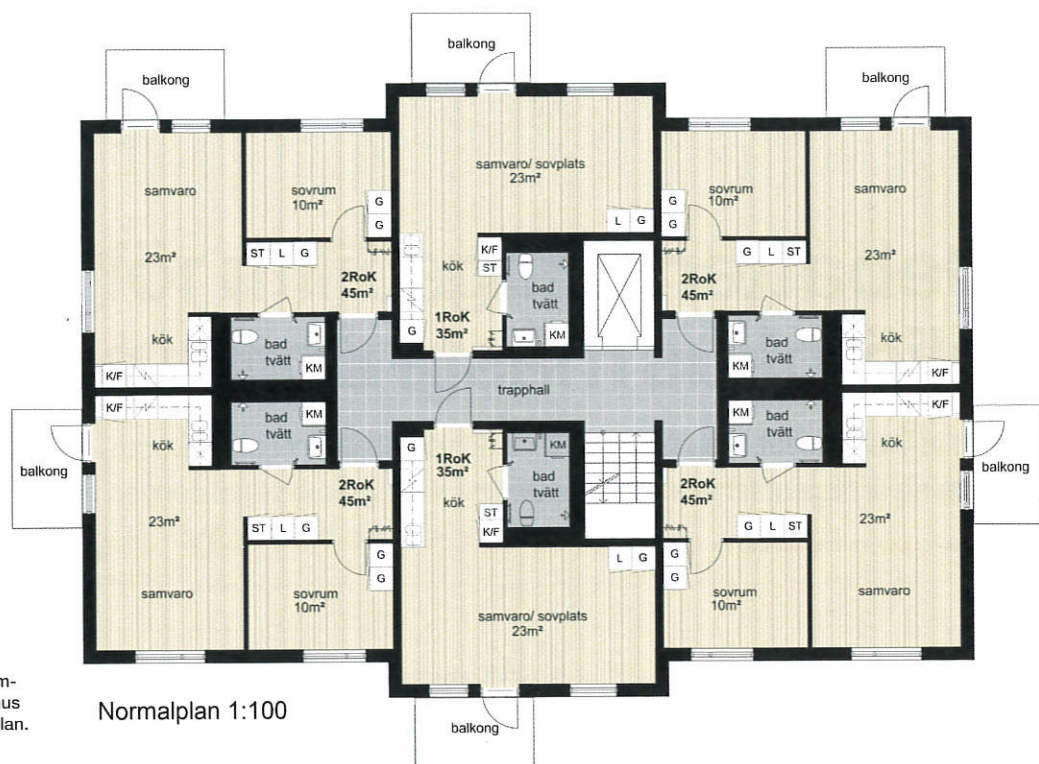 balkong
balkong
balkong
samvaro
sovrum
10m²
G
G
samvaro/ sovplats
23m²
sovrum
10m²
G
G
samvaro
23m²
ST L G
2RoK
45m²
L G
K/F
ST
kök
1RoK
35m²
G
bad
tvätt
KM
2RoK
45m²
G L ST
23m²
kök
K/F
bad
tvätt
KM
trapphall
bad
tvätt
KM
kök
K/F
balkong
K/F
kök
bad
tvätt
KM
23m²
2RoK
45m²
ST L G
G
1RoK
35m²
kök
ST
K/F
bad
tvätt
KM
KM
bad
tvätt
K/F
kök
balkong
23m²
2RoK
45m²
G L ST
samvaro
sovrum
10m²
G
G
samvaro/ sovplats
23m²
L G
G
G
sovrum
10m²
samvaro
m-
us
lan.
Normalplan 1:100
balkong